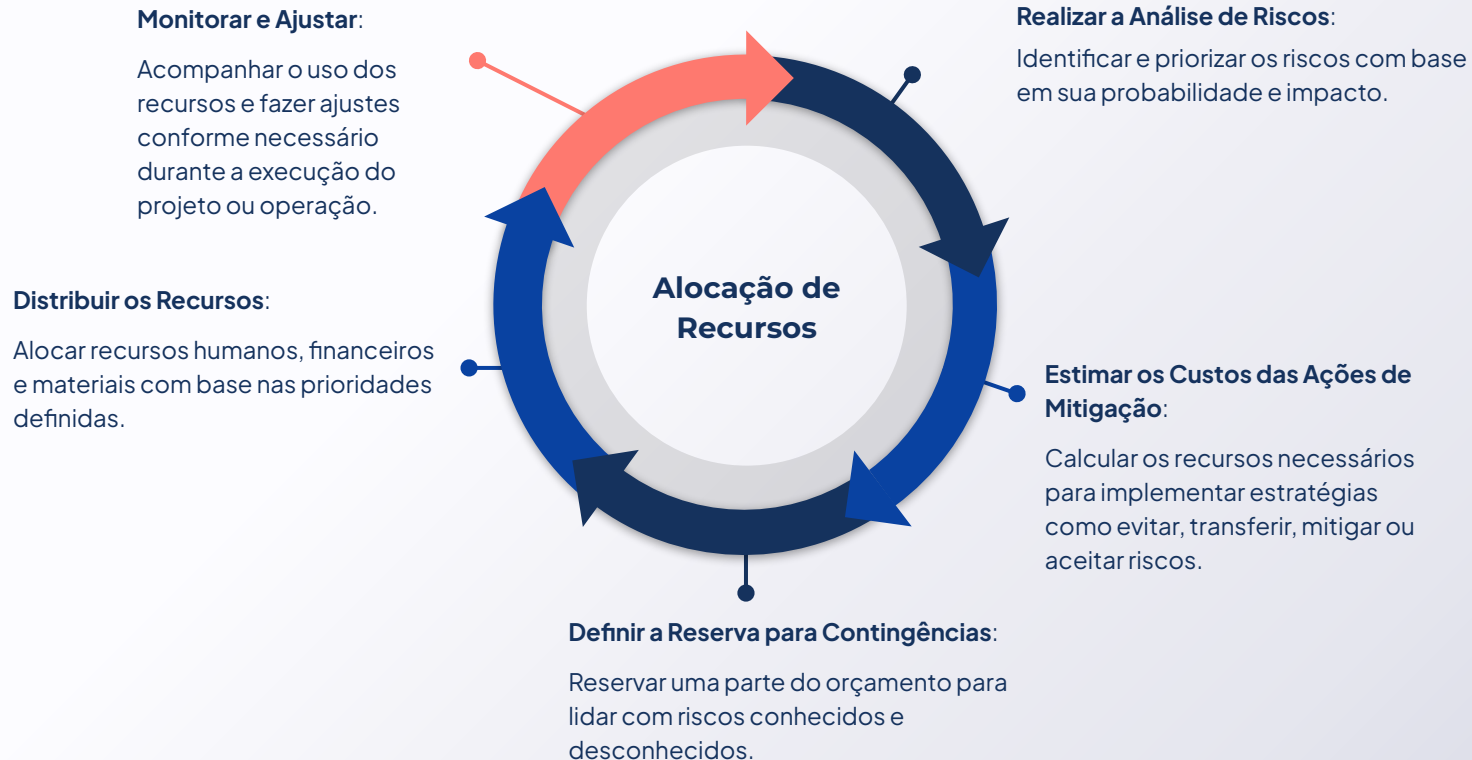 Monitorar e Ajustar:
Acompanhar o uso dos
recursos e fazer ajustes
conforme necessário
durante a execução do
projeto ou operação.
Realizar a Análise de Riscos:
Identificar e priorizar os riscos com base
em sua probabilidade e impacto.
Distribuir os Recursos:
Alocar recursos humanos, financeiros
e materiais com base nas prioridades
definidas.
Alocação de
Recursos
Estimar os Custos das Ações de
Mitigação:
Calcular os recursos necessários
para implementar estratégias
como evitar, transferir, mitigar ou
aceitar riscos.
Definir a Reserva para Contingências:
Reservar uma parte do orçamento para
lidar com riscos conhecidos e
desconhecidos.